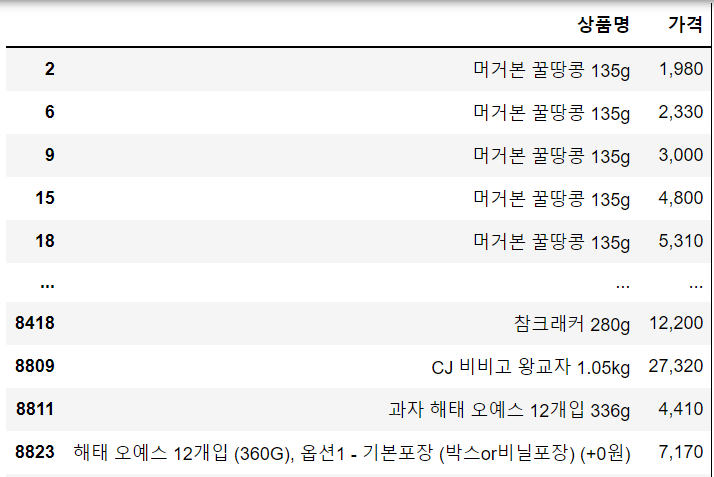 상품명 가격
2 머거본 꿀땅콩 135g 1,980
6 머거본 꿀땅콩 135g 2,330
9 머거본 꿀땅콩 135g 3,000
15 머거본 꿀땅콩 135g 4,800
18 머거본 꿀땅콩 135g 5,310
... ... ...
8418 참크래커 280g 12,200
8809 CJ 비비고 왕교자 1.05kg 27,320
8811 과자 해태 오예스 12개입 336g 4,410
8823 해태 오예스 12개입 (360G), 옵션1 - 기본포장 (박스or비닐포장) (+0원) 7,170